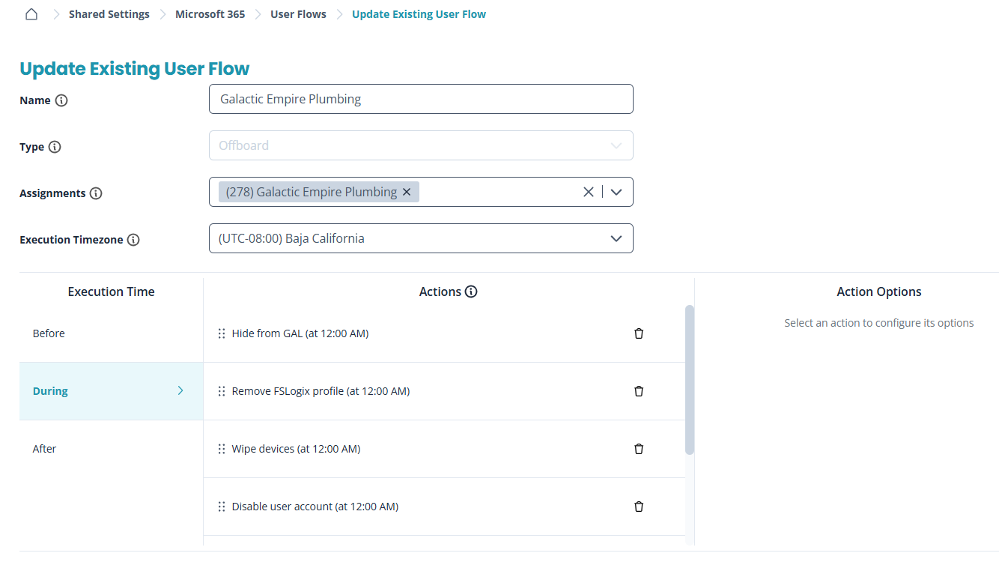 Shared Settings Microsoft 365 User Flows Update Existing User Flow
Update Existing User Flow
Name Galactic Empire Plumbing
Type Offboard
Assignments (278) Galactic Empire Plumbing
Execution Timezone (UTC-08:00) Baja California
Execution Time Actions Action Options
Select an action to configure its options
Before Hide from GAL (at 12:00 AM)
During Remove FSLogix profile (at 12:00 AM)
After Wipe devices (at 12:00 AM)
Disable user account (at 12:00 AM)